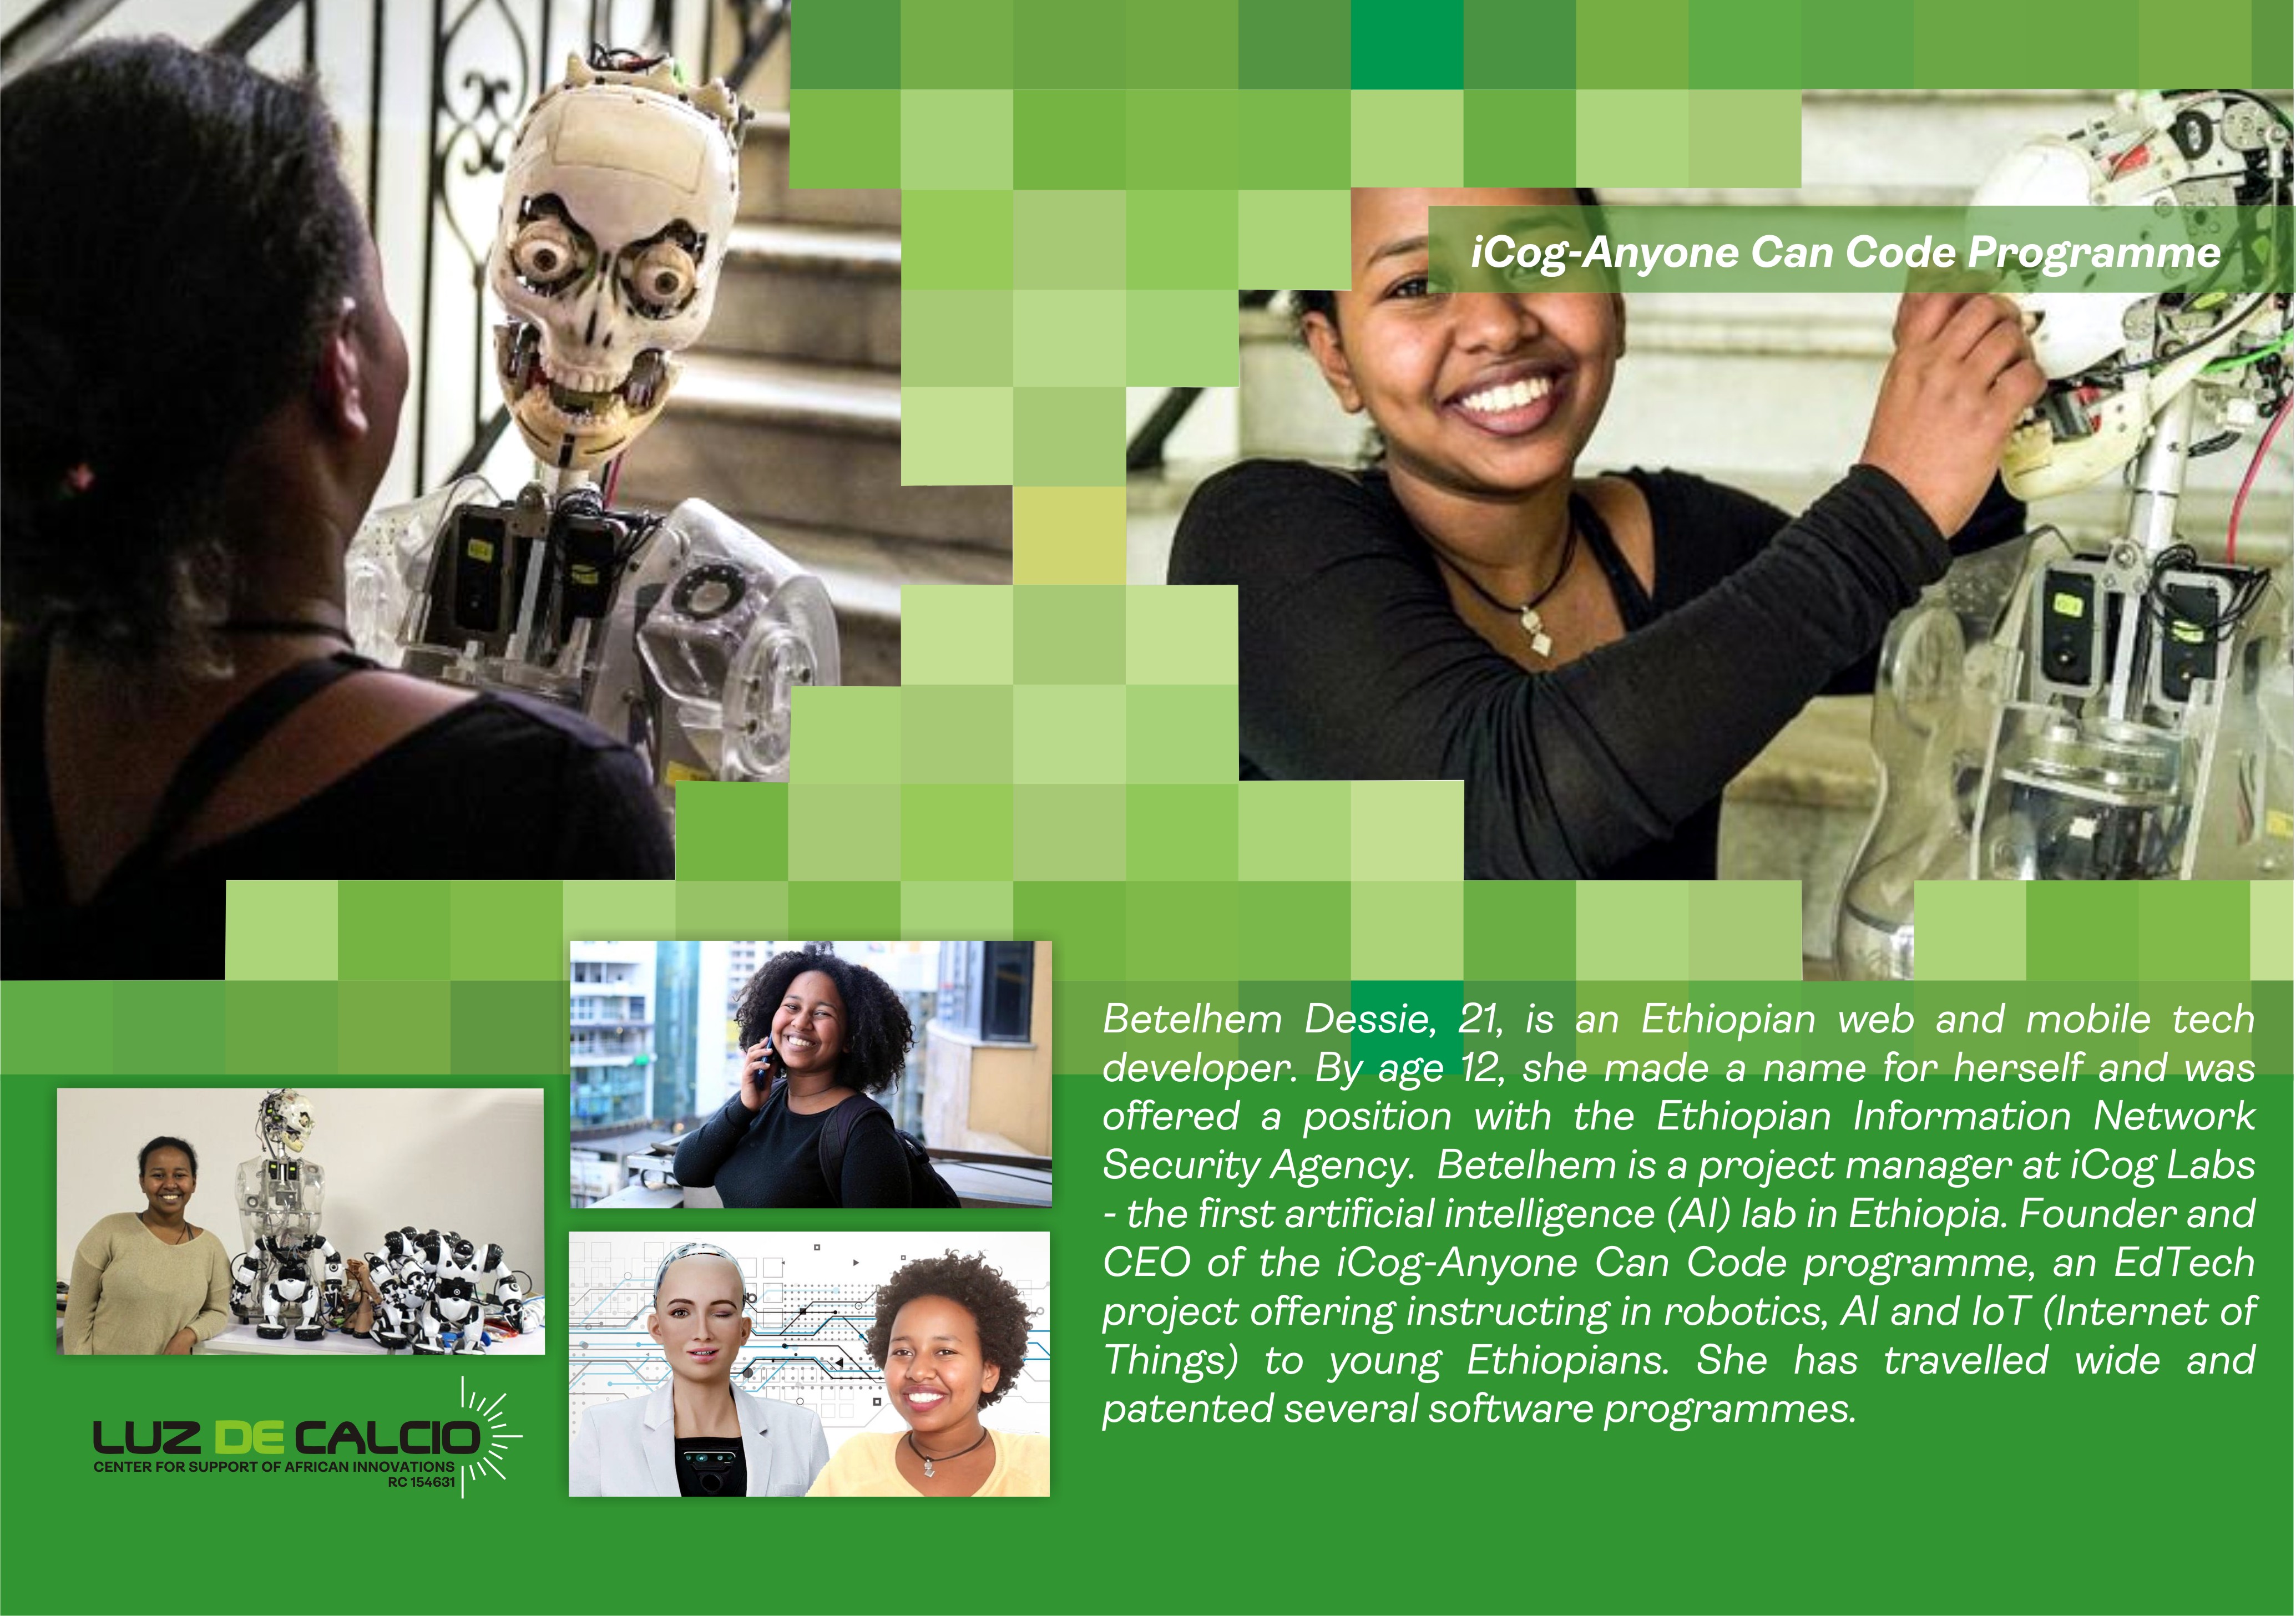 iCog-Anyone Can Code Programme
Betelhem Dessie, 21, is an Ethiopian web and mobile tech
developer. By age 12, she made a name for herself and was
offered a position with the Ethiopian Information Network
Security Agency. Betelhem is a project manager at iCog Labs
- the first artificial intelligence (AI) lab in Ethiopia. Founder and
CEO of the iCog-Anyone Can Code programme, an EdTech
project offering instructing in robotics, AI and IoT (Internet of
Things) to young Ethiopians. She has travelled wide and
patented several software programmes.
LUZ DE CALCIO
CENTER FOR SUPPORT OF AFRICAN INNOVATIONS
RC 154631